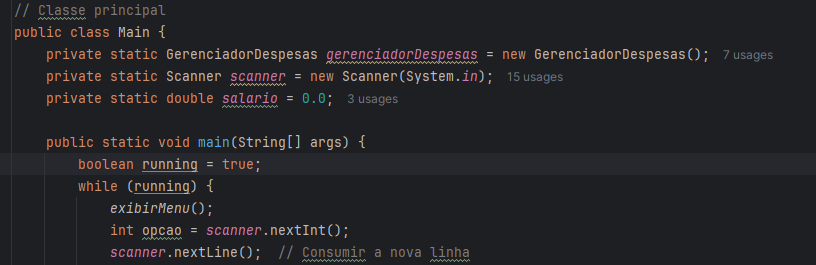 // Classe principal
public class Main {
    private static GerenciadorDespesas gerenciadorDespesas = new GerenciadorDespesas(); 7 usages
    private static Scanner scanner = new Scanner(System.in); 15 usages
    private static double salario = 0.0; 3 usages

    public static void main(String[] args) {
        boolean running = true;
        while (running) {
            exibirMenu();
            int opcao = scanner.nextInt();
            scanner.nextLine(); // Consumir a nova linha